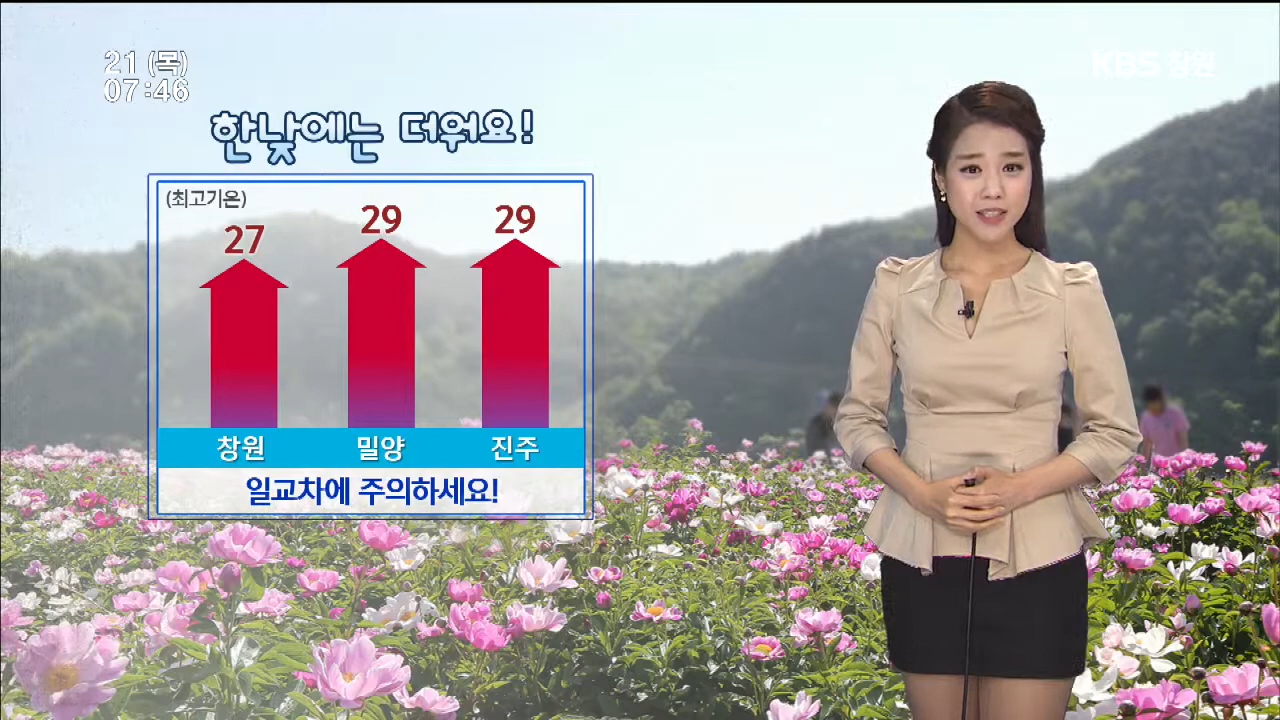 21 (목)
07:46
KBS 창원
한낮에는 더워요!
(최고기온)
27
29
29
창원
밀양
진주
일교차에 주의하세요!